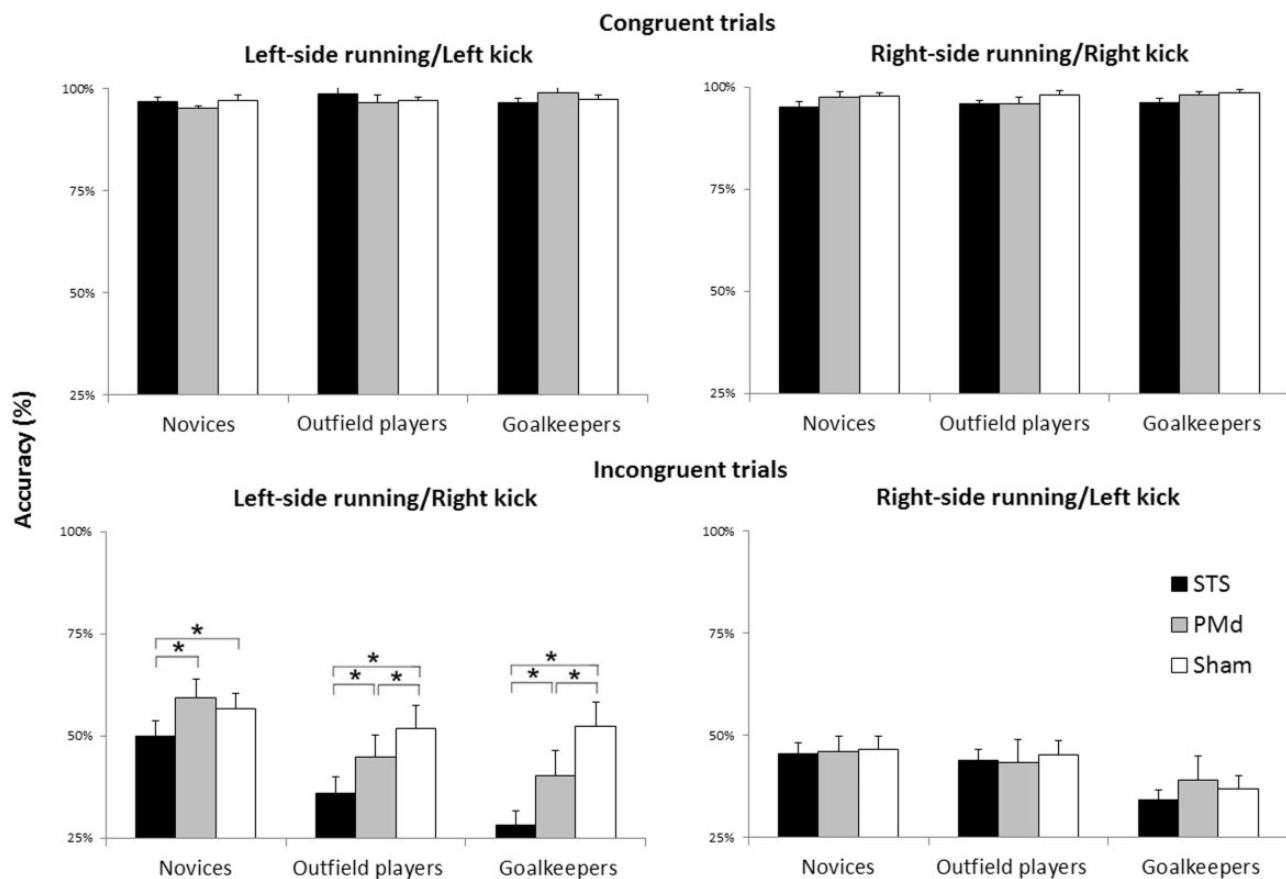 Congruent trials
Left-side running/Left kick
Right-side running/Right kick
100%
75%
50%
25%
Novices
Outfield players
Goalkeepers
100%
75%
50%
25%
Novices
Outfield players
Goalkeepers
Accuracy (%)
Incongruent trials
Left-side running/Right kick
Right-side running/Left kick
100%
75%
50%
25%
*
*
*
*
*
*
*
*
Novices
Outfield players
Goalkeepers
100%
75%
50%
25%
STS
PMd
Sham
Novices
Outfield players
Goalkeepers